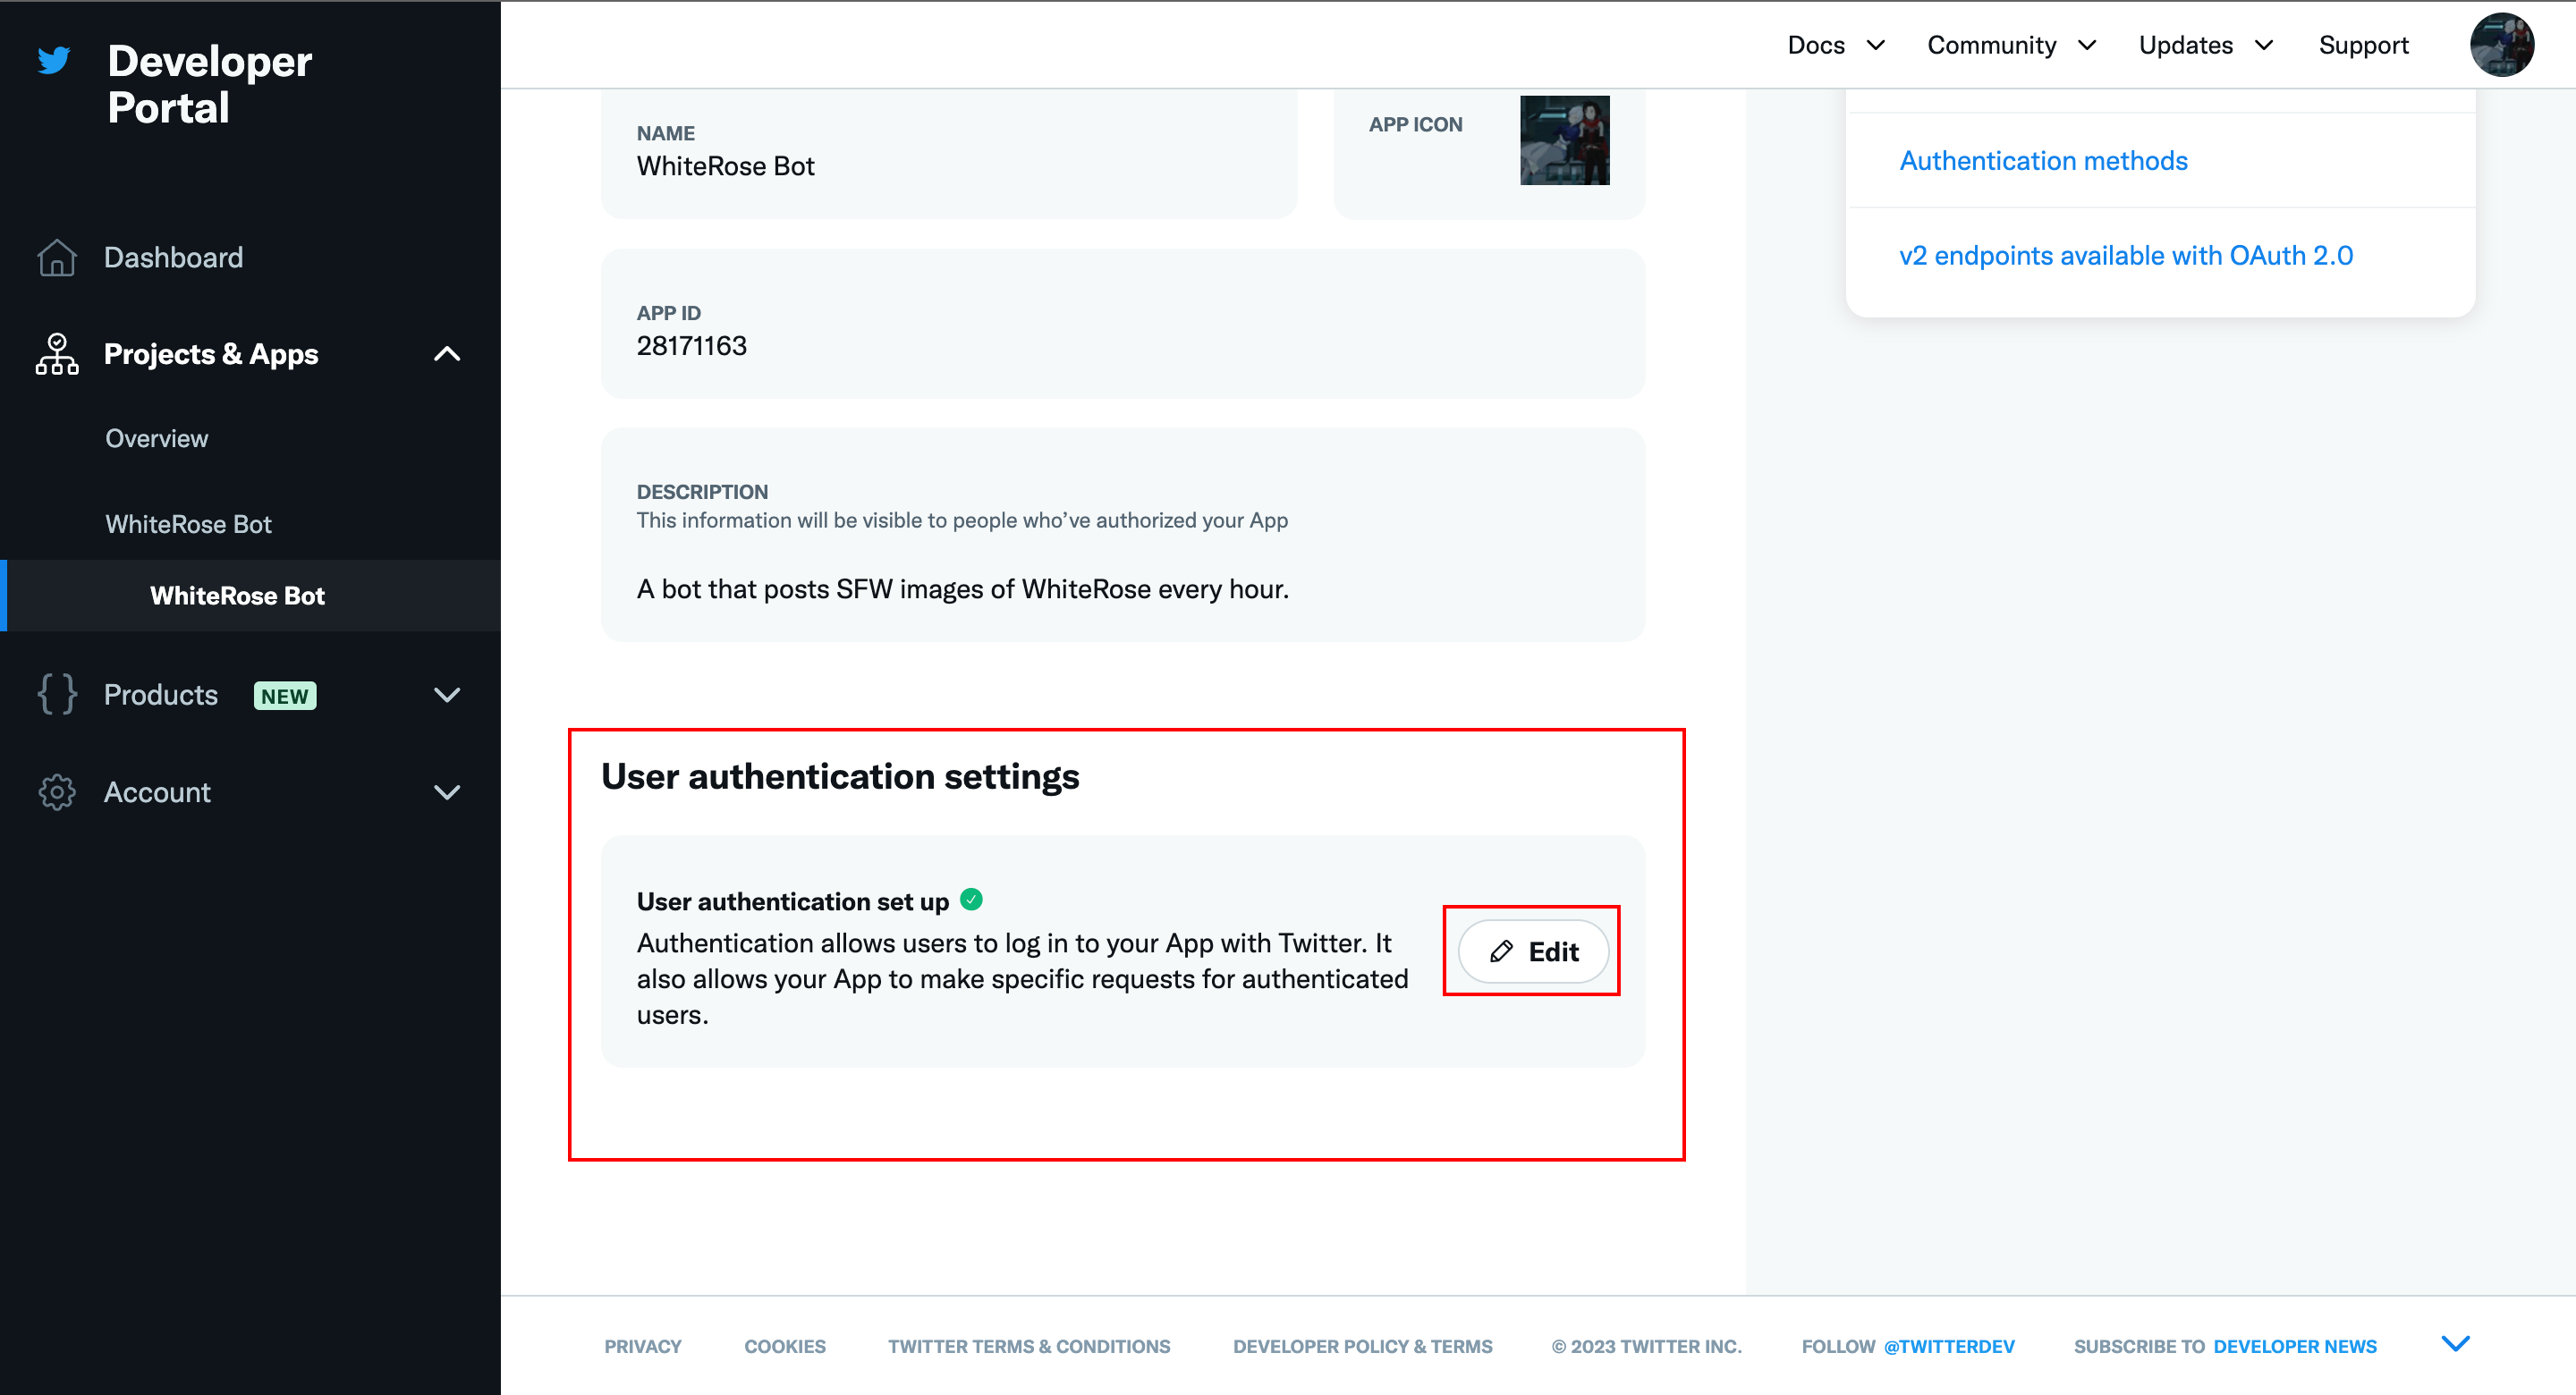 Developer
Portal
Dashboard
Projects & Apps
Overview
WhiteRose Bot
WhiteRose Bot
Products NEW
Account
Docs Community Updates Support
NAME
WhiteRose Bot
APP ICON
APP ID
28171163
DESCRIPTION
This information will be visible to people who’ve authorized your App
A bot that posts SFW images of WhiteRose every hour.
User authentication settings
User authentication set up
Authentication allows users to log in to your App with Twitter. It
also allows your App to make specific requests for authenticated
users.
Edit
Authentication methods
v2 endpoints available with OAuth 2.0
PRIVACY COOKIES TWITTER TERMS & CONDITIONS DEVELOPER POLICY & TERMS © 2023 TWITTER INC. FOLLOW @TWITTERDEV SUBSCRIBE TO DEVELOPER NEWS